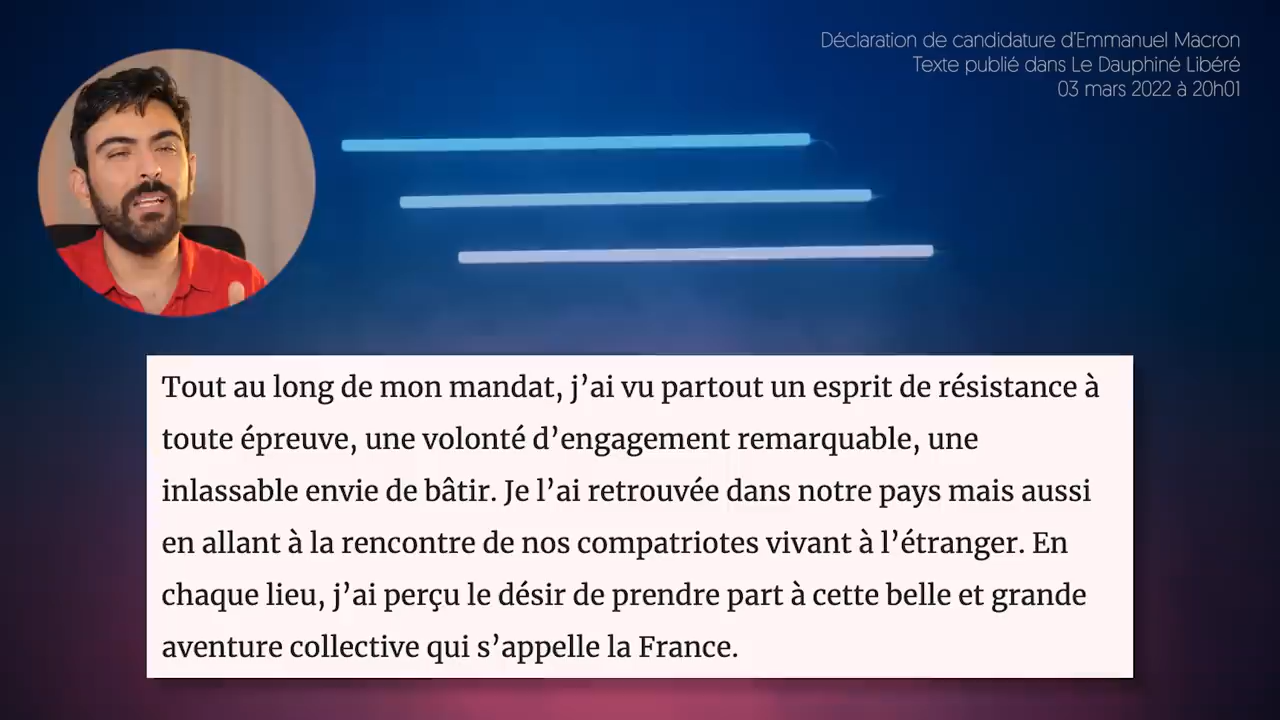 Déclaration de candidature d'Emmanuel Macron
Texte publié dans Le Dauphiné Libéré
03 mars 2022 à 20h01
Tout au long de mon mandat, j’ai vu partout un esprit de résistance à
toute épreuve, une volonté d’engagement remarquable, une
inlassable envie de bâtir. Je l’ai retrouvée dans notre pays mais aussi
en allant à la rencontre de nos compatriotes vivant à l’étranger. En
chaque lieu, j’ai perçu le désir de prendre part à cette belle et grande
aventure collective qui s’appelle la France.